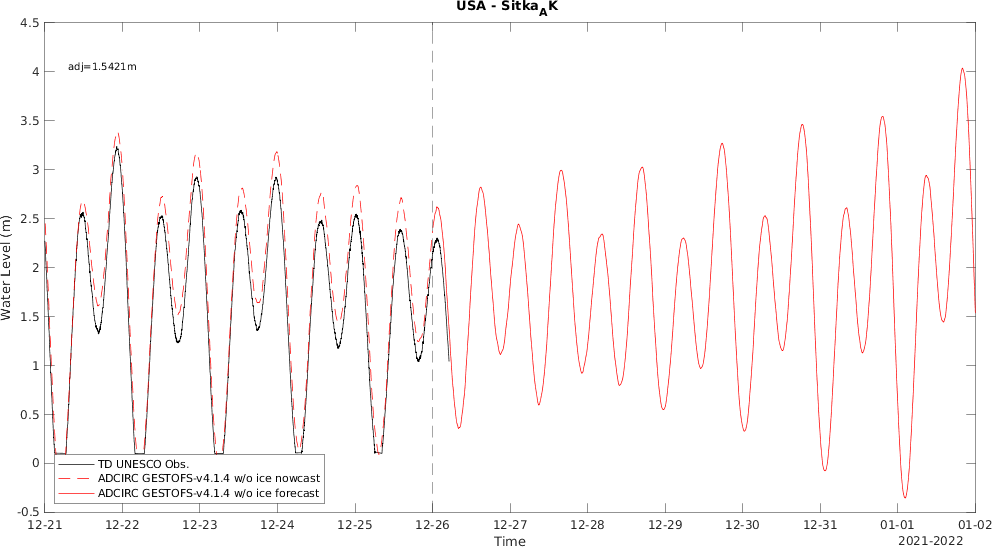 USA - Sitka_AK
4.5
4
3.5
3
2.5
2
1.5
1
0.5
0
-0.5
Water Level (m)
adj=1.5421m
TD UNESCO Obs.
ADCIRC GESTOFS-v4.1.4 w/o ice nowcast
ADCIRC GESTOFS-v4.1.4 w/o ice forecast
12-21 12-22 12-23 12-24 12-25 12-26 12-27 12-28 12-29 12-30 12-31 01-01 01-02
Time
2021-2022